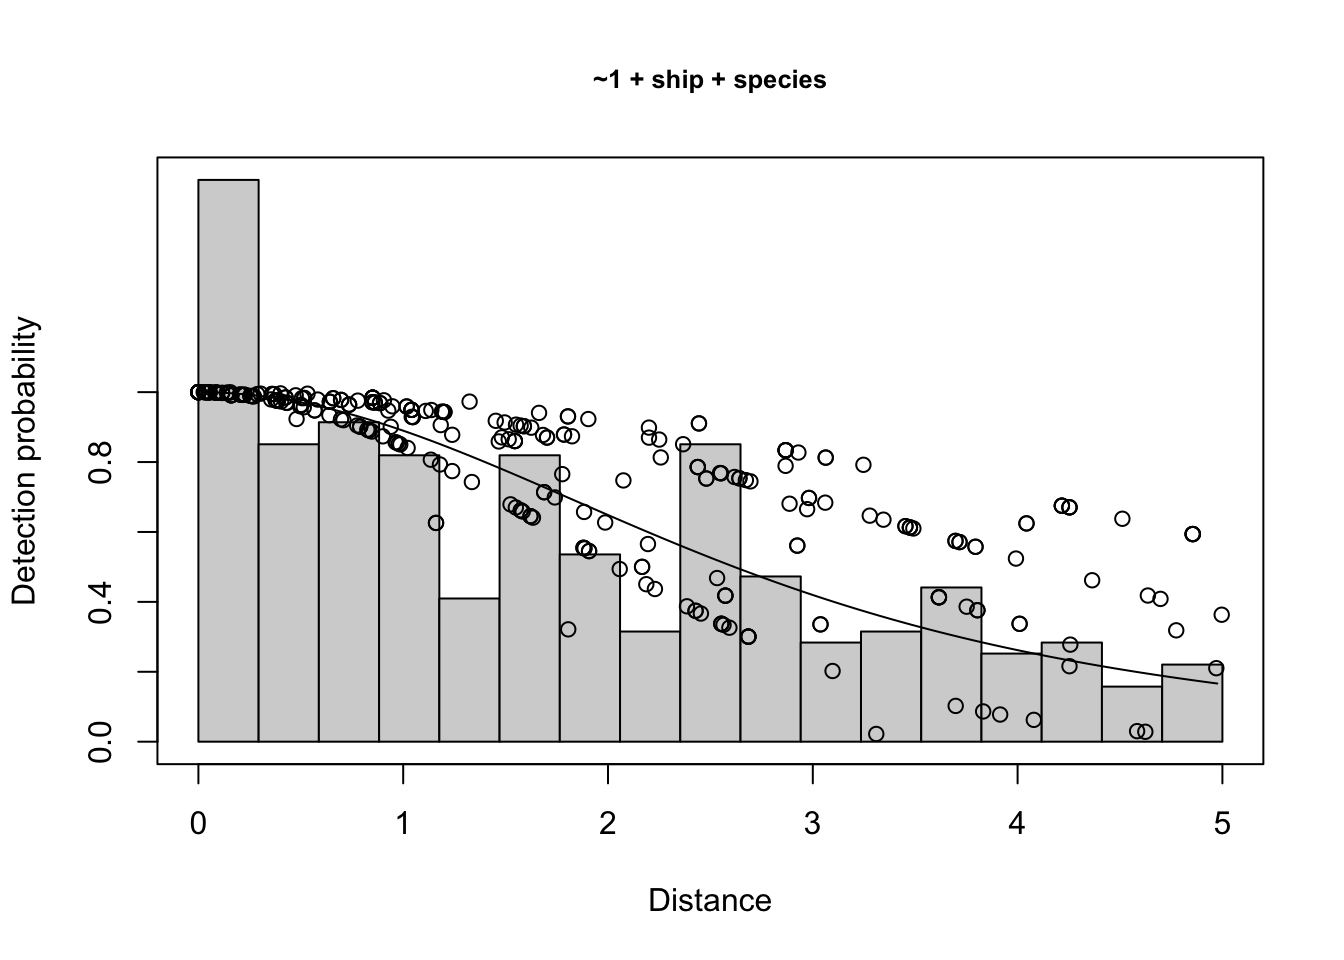 ~1 + ship + species
Detection probability
0.8
0.4
0.0
0 1 2 3 4 5
Distance